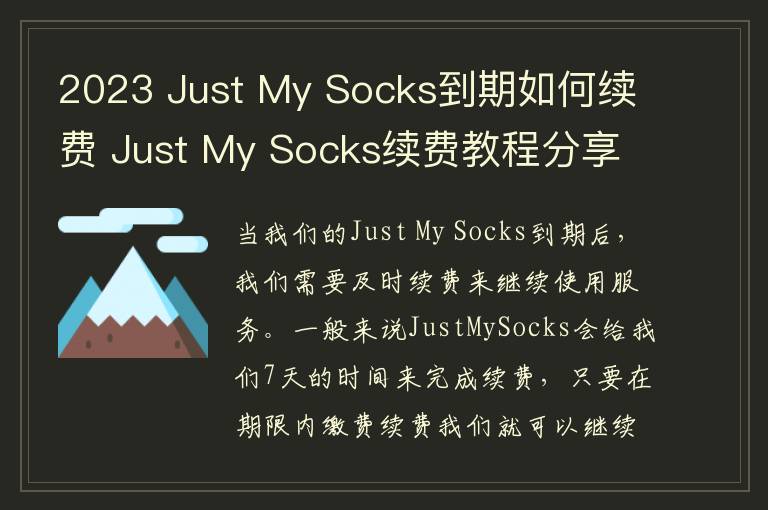 2023 Just My Socks到期如何续
费 Just My Socks续费教程分享
当我们的Just My Socks到期后，
我们需要及时续费来继续使用服
务。一般来说JustMySocks会给我
们7天的时间来完成续费，只要在
期限内缴费续费我们就可以继续